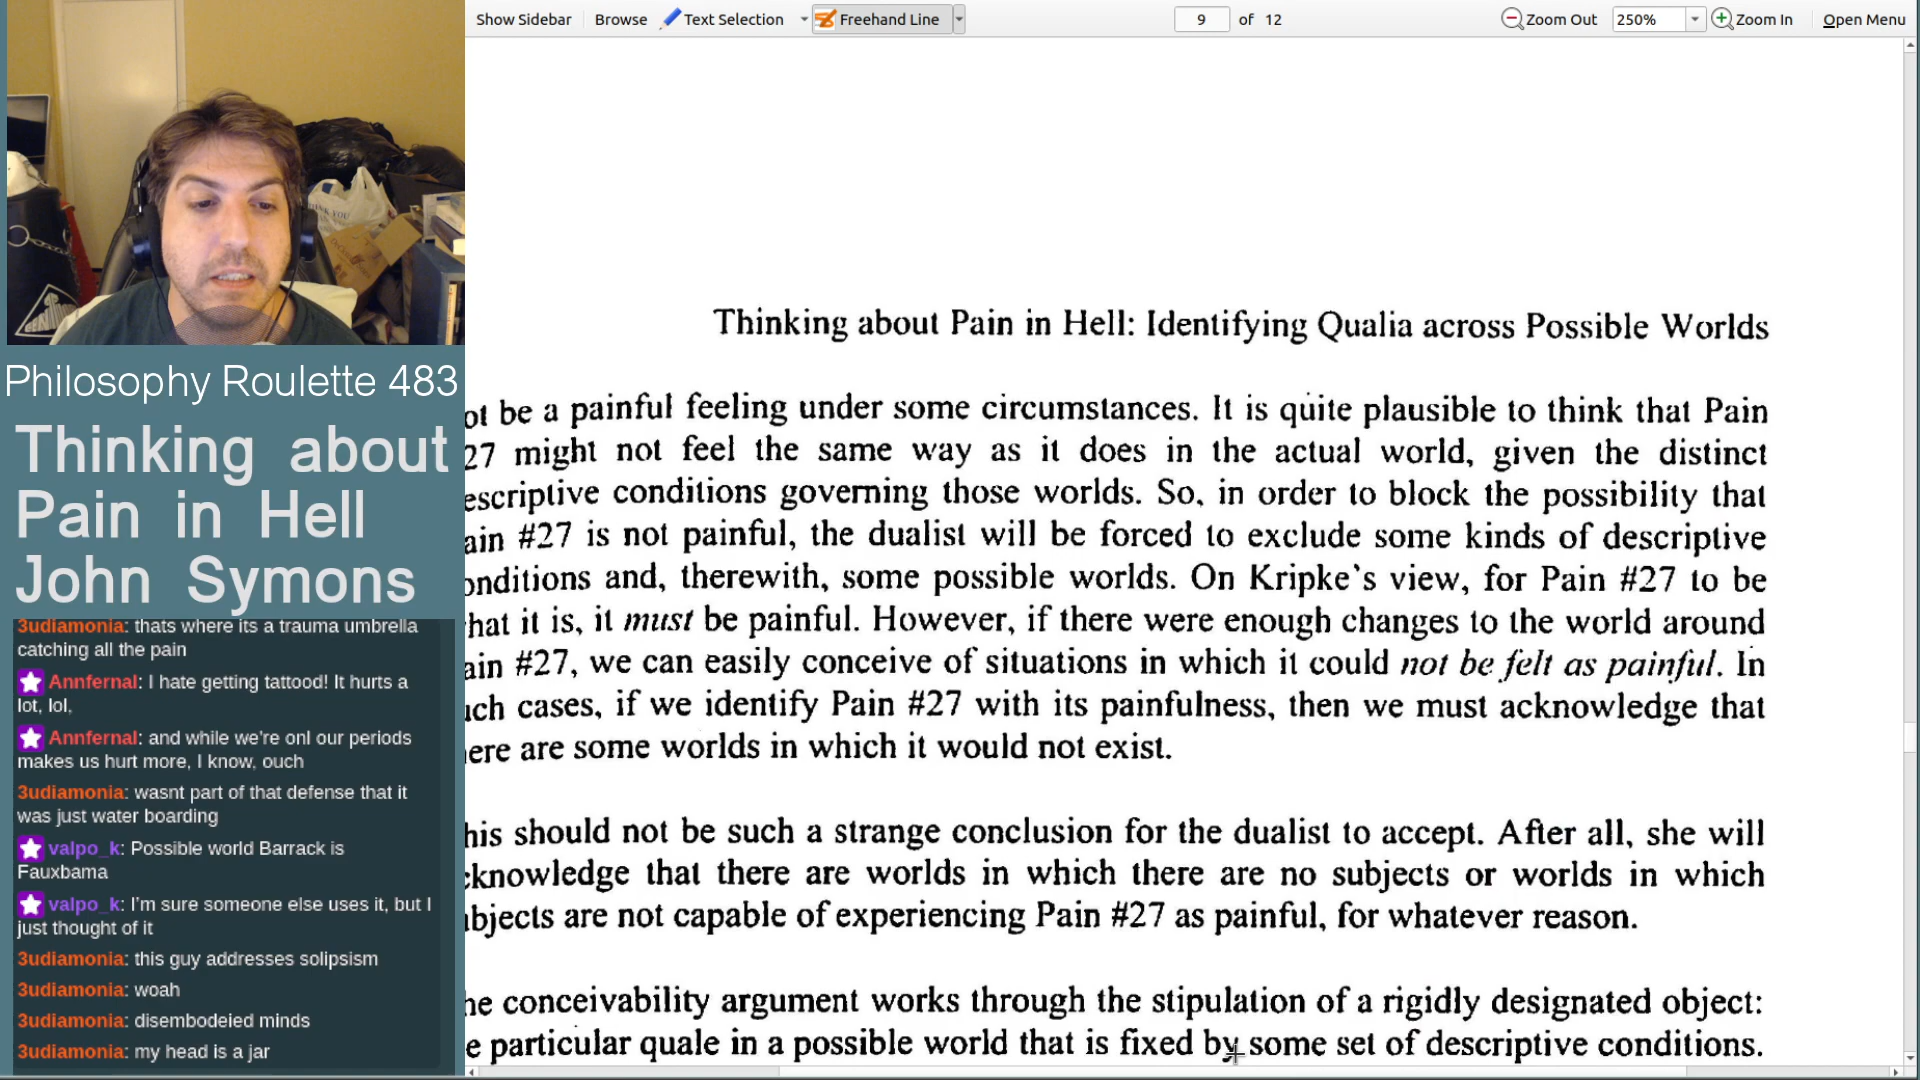 Show Sidebar Browse Text Selection Freehand Line 9 of 12 Zoom Out 250% Zoom In Open Menu
Philosophy Roulette 483
Thinking about
Pain in Hell
John Symons
3udiamonia: thats where its a trauma umbrella
catching all the pain
Annfernal: I hate getting tattood! It hurts a
lot, lol,
Annfernal: and while we're onl our periods
makes us hurt more, I know, ouch
3udiamonia: wasnt part of that defense that it
was just water boarding
valpo_k: Possible world Barrack is
Fauxbama
valpo_k: I'm sure someone else uses it, but I
just thought of it
3udiamonia: this guy addresses solipsism
3udiamonia: woah
3udiamonia: disembodeied minds
3udiamonia: my head is a jar
Thinking about Pain in Hell: Identifying Qualia across Possible Worlds
ot be a painful feeling under some circumstances. It is quite plausible to think that Pain
27 might not feel the same way as it does in the actual world, given the distinct
escriptive conditions governing those worlds. So, in order to block the possibility that
ain #27 is not painful, the dualist will be forced to exclude some kinds of descriptive
onditions and, therewith, some possible worlds. On Kripke's view, for Pain #27 to be
hat it is, it must be painful. However, if there were enough changes to the world around
ain #27, we can easily conceive of situations in which it could not be felt as painful. In
uch cases, if we identify Pain #27 with its painfulness, then we must acknowledge that
ere are some worlds in which it would not exist.
his should not be such a strange conclusion for the dualist to accept. After all, she will
cknowledge that there are worlds in which there are no subjects or worlds in which
ubjects are not capable of experiencing Pain #27 as painful, for whatever reason.
he conceivability argument works through the stipulation of a rigidly designated object:
e particular quale in a possible world that is fixed by some set of descriptive conditions.